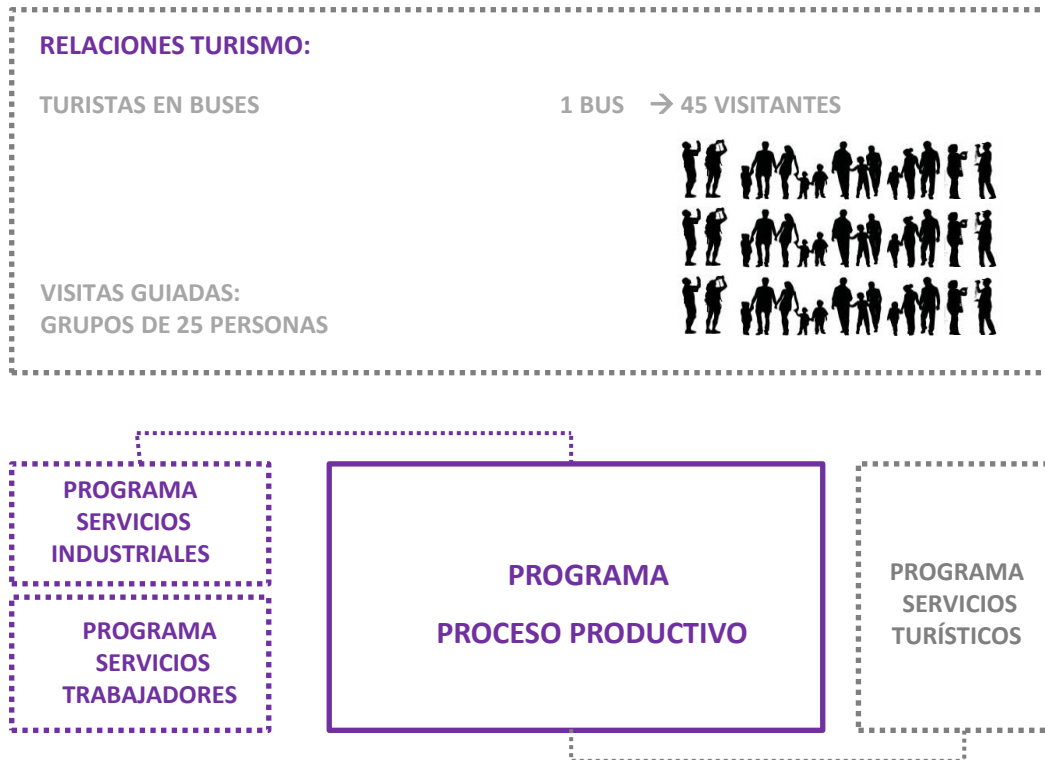 RELACIONES TURISMO:
TURISTAS EN BUSES 1 BUS → 45 VISITANTES
VISITAS GUIADAS:
GRUPOS DE 25 PERSONAS
PROGRAMA
SERVICIOS
INDUSTRIALES
PROGRAMA
SERVICIOS
TRABAJADORES
PROGRAMA
PROCESO PRODUCTIVO
PROGRAMA
SERVICIOS
TURÍSTICOS